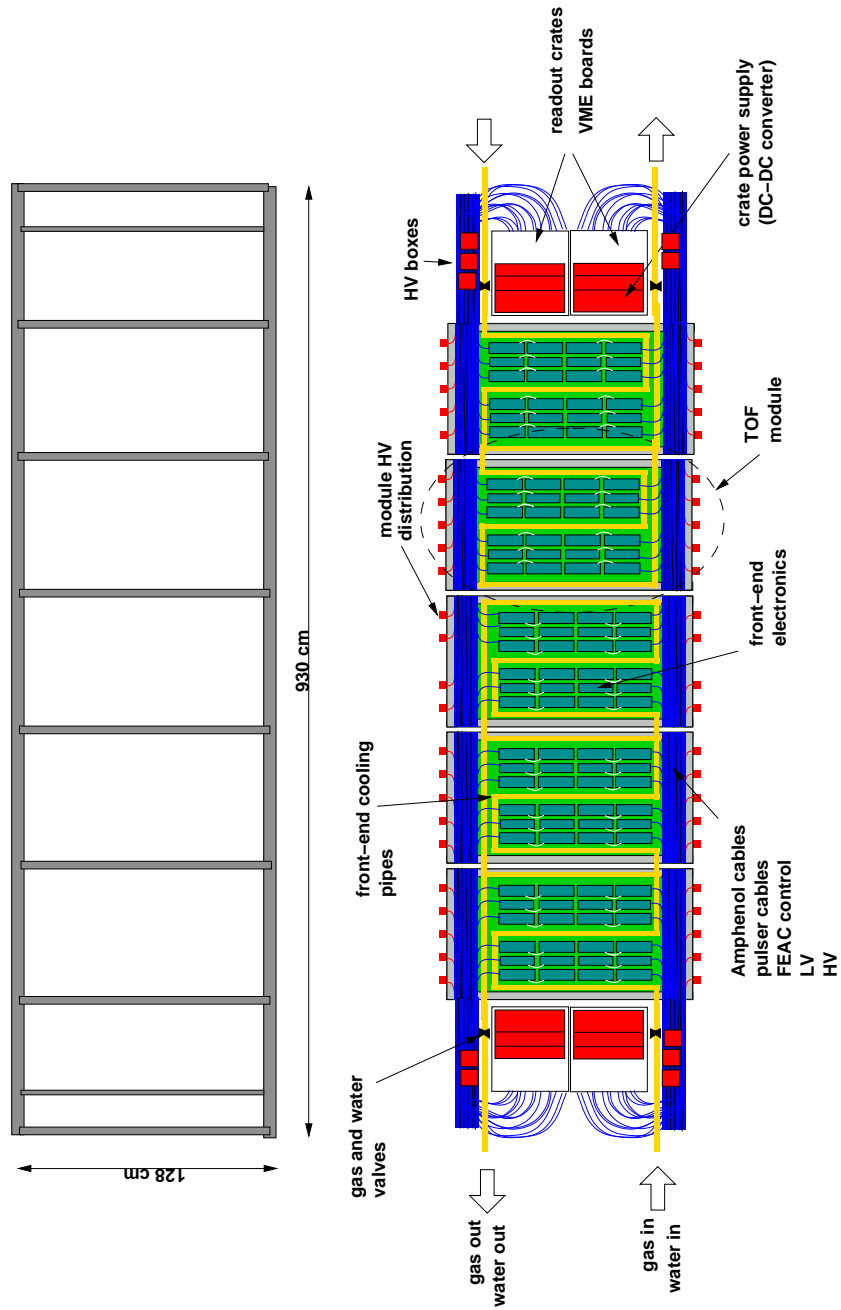 128 cm
930 cm
gas and water
valves
front–end cooling
pipes
module HV
distribution
HV boxes
gas out
water out
gas in
water in
Amphenol cables
pulser cables
FEAC control
LV
HV
front–end
electronics
TOF
module
crate power supply
(DC–DC converter)
readout crates
VME boards